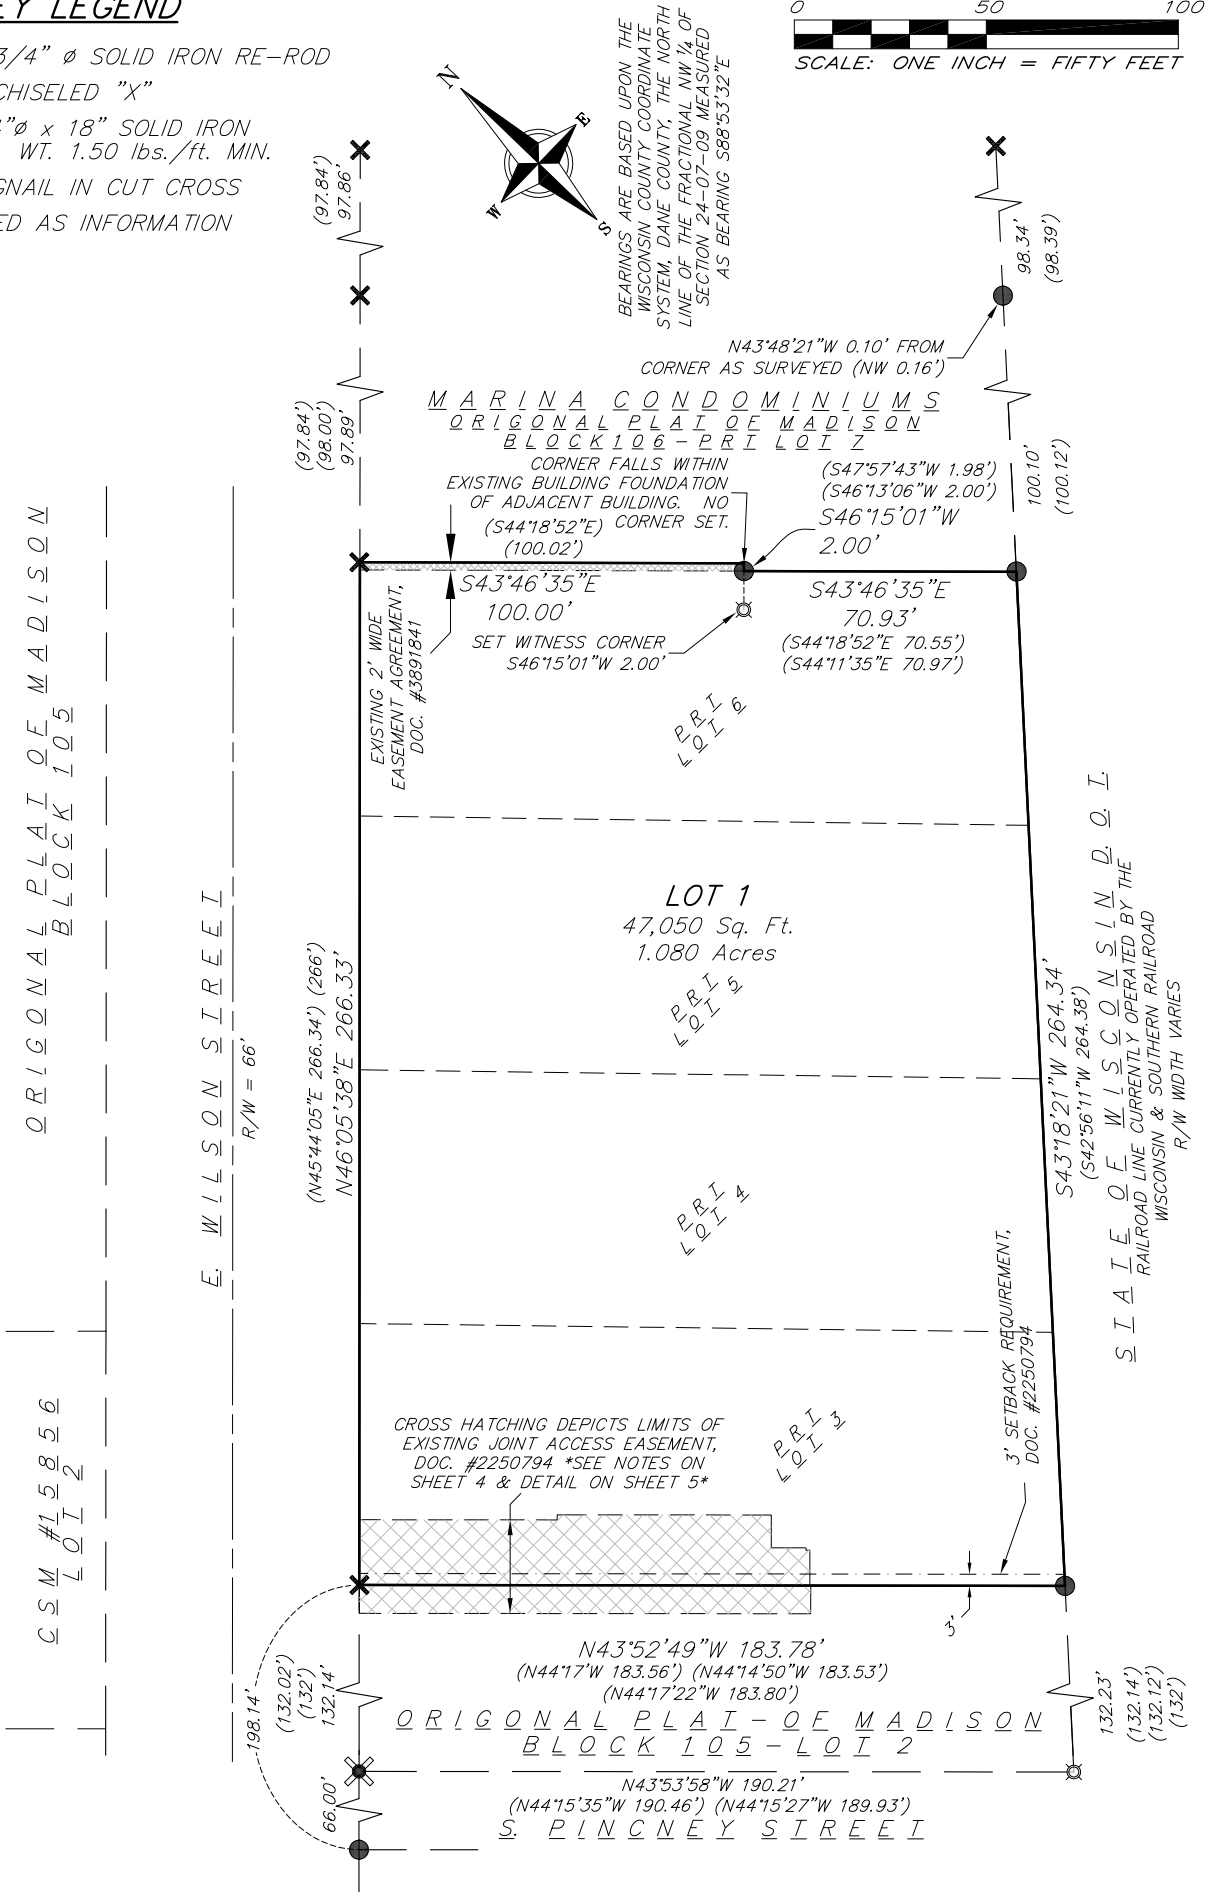 EY LEGEND
3/4" ø SOLID IRON RE-ROD
CHISELED "X"
"ø x 18" SOLID IRON
WT. 1.50 lbs./ft. MIN.
GNAIL IN CUT CROSS
ED AS INFORMATION
N
E
W
S
BEARINGS ARE BASED UPON THE
WISCONSIN COUNTY COORDINATE
SYSTEM, DANE COUNTY, THE NORTH
LINE OF THE FRACTIONAL NW 1/4 OF
SECTION 24-07-09 MEASURED
AS BEARING S88°53'32"E
0 50 100
SCALE: ONE INCH = FIFTY FEET
(97.84')
97.86'
98.34'
(98.39')
N43°48'21"W 0.10' FROM
CORNER AS SURVEYED (NW 0.16')
MARINA CONDOMINIUMS
ORIGONAL PLAT OF MADISON
BLOCK106-PRT LOT 7
(97.84')
(98.00')
97.89'
CORNER FALLS WITHIN
EXISTING BUILDING FOUNDATION
OF ADJACENT BUILDING. NO
CORNER SET.
(S44°18'52"E)
(100.02')
(S47°57'43"W 1.98')
(S46°13'06"W 2.00')
S46°15'01"W
2.00'
100.10'
(100.12')
S43°46'35"E
100.00'
S43°46'35"E
70.93'
(S44°18'52"E 70.55')
(S44°11'35"E 70.97')
SET WITNESS CORNER
S46°15'01"W 2.00'
EXISTING 2' WIDE
EASEMENT AGREEMENT,
DOC. #3891841
PRT
LOT 6
ORIGONAL PLAT OF MADISON
BLOCK 105
E. WILSON STREET
R/W = 66'
(N45°44'05"E 266.34') (266')
N46°05'38"E 266.33'
LOT 1
47,050 Sq. Ft.
1.080 Acres
PRT
LOT 5
PRT
LOT 4
S43°18'21"W 264.34'
(S42°56'11"W 264.38')
STATE OF WISCONSIN D.O.T.
RAILROAD LINE CURRENTLY OPERATED BY THE
WISCONSIN & SOUTHERN RAILROAD
R/W WIDTH VARIES
3' SETBACK REQUIREMENT,
DOC. #2250794
PRT
LOT 3
CROSS HATCHING DEPICTS LIMITS OF
EXISTING JOINT ACCESS EASEMENT,
DOC. #2250794 *SEE NOTES ON
SHEET 4 & DETAIL ON SHEET 5*
CSM #15856
LOT 2
3'
N43°52'49"W 183.78'
(N44°17'W 183.56') (N44°14'50"W 183.53')
(N44°17'22"W 183.80')
ORIGONAL PLAT-OF MADISON
BLOCK 105-LOT 2
198.14'
(132.02')
(132')
132.14'
132.23'
(132.14')
(132.12')
(132')
N43°53'58"W 190.21'
(N44°15'35"W 190.46') (N44°15'27"W 189.93')
S. PINCNEY STREET
66.00'